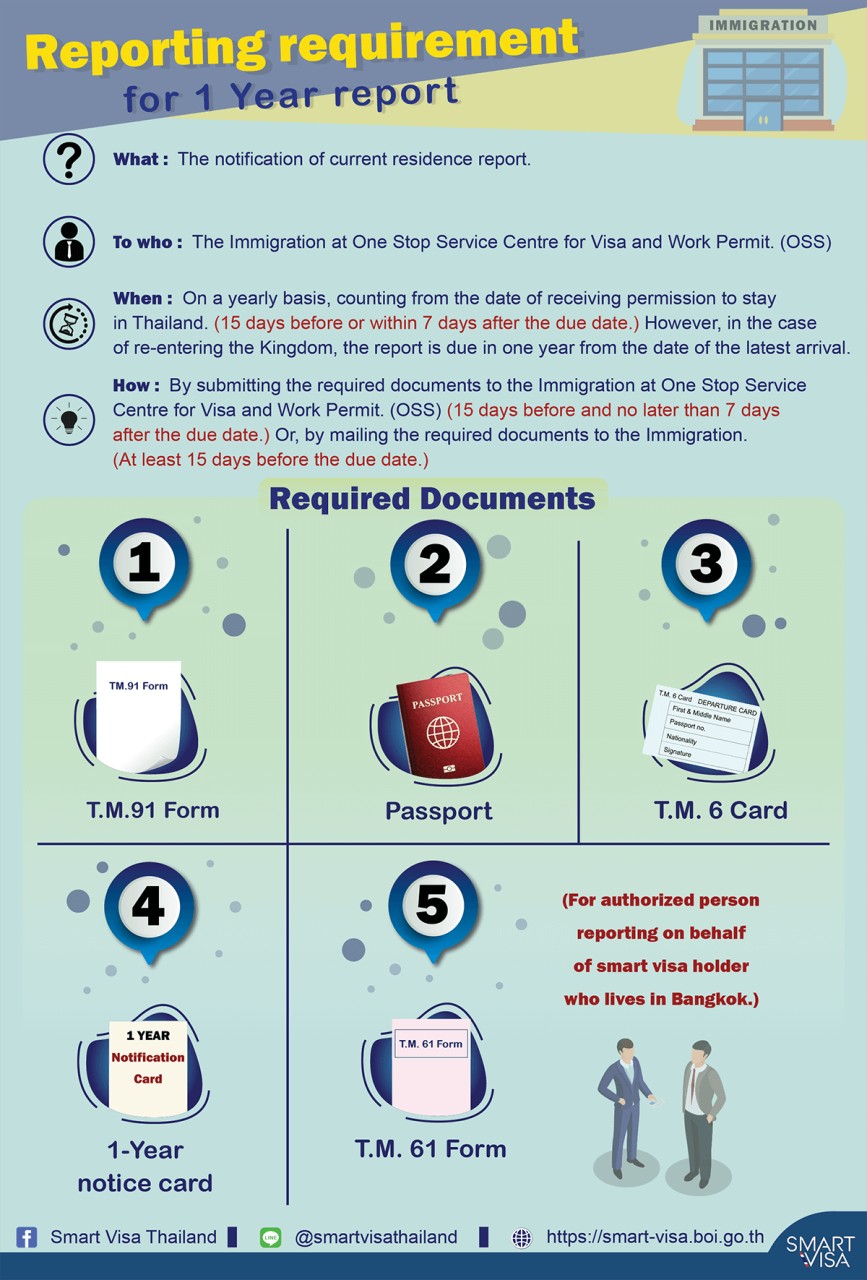 Reporting requirement
for 1 Year report
IMMIGRATION
What : The notification of current residence report.
To who : The Immigration at One Stop Service Centre for Visa and Work Permit. (OSS)
When : On a yearly basis, counting from the date of receiving permission to stay
in Thailand. (15 days before or within 7 days after the due date.) However, in the case
of re-entering the Kingdom, the report is due in one year from the date of the latest arrival.
How : By submitting the required documents to the Immigration at One Stop Service
Centre for Visa and Work Permit. (OSS) (15 days before and no later than 7 days
after the due date.) Or, by mailing the required documents to the Immigration.
(At least 15 days before the due date.)
Required Documents
1
TM.91 Form
T.M.91 Form
2
PASSPORT
Passport
3
T.M. 6 Card DEPARTURE CARD
First & Middle Name
Passport no.
Nationality
Signature
T.M. 6 Card
4
1 YEAR
Notification
Card
1-Year
notice card
5
T.M. 61 Form
T.M. 61 Form
(For authorized person
reporting on behalf
of smart visa holder
who lives in Bangkok.)
Smart Visa Thailand
LINE
@smartvisathailand
https://smart-visa.boi.go.th
SMART
VISA